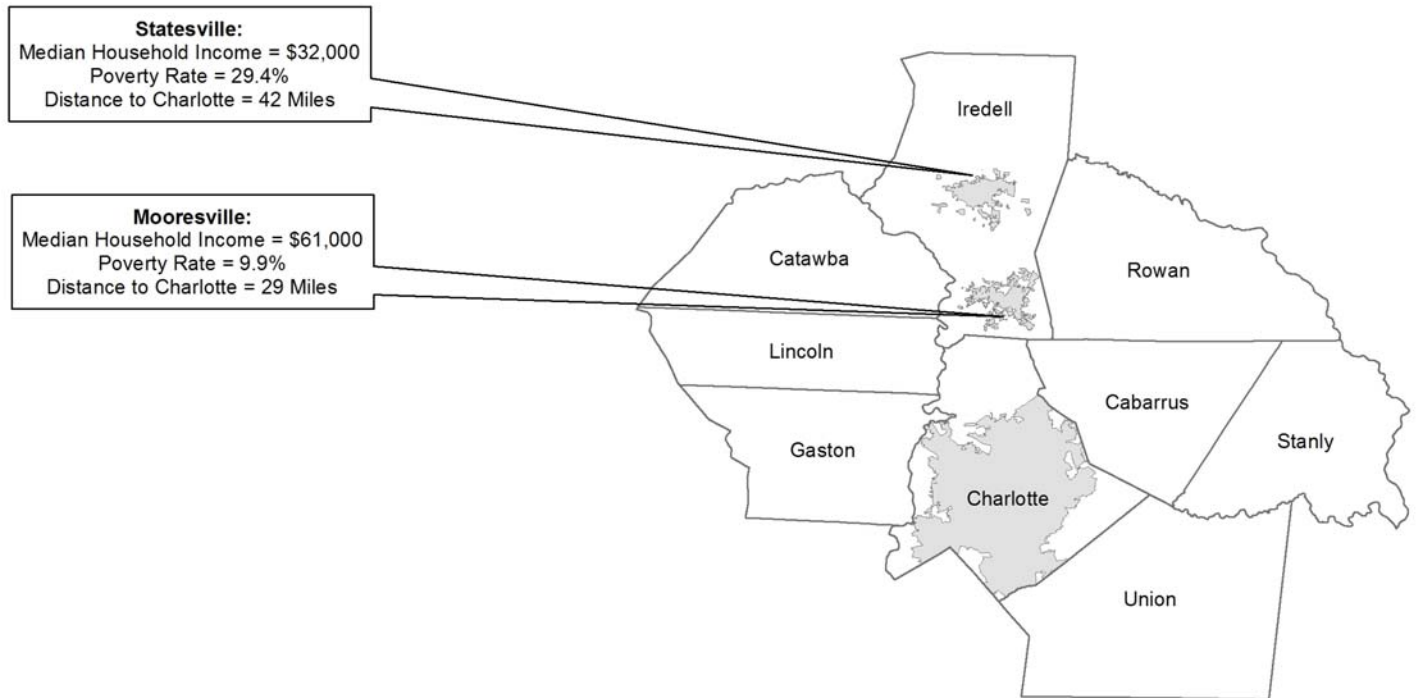 Statesville:
Median Household Income = $32,000
Poverty Rate = 29.4%
Distance to Charlotte = 42 Miles
Mooresville:
Median Household Income = $61,000
Poverty Rate = 9.9%
Distance to Charlotte = 29 Miles
Iredell
Catawba
Rowan
Lincoln
Cabarrus
Stanly
Gaston
Charlotte
Union